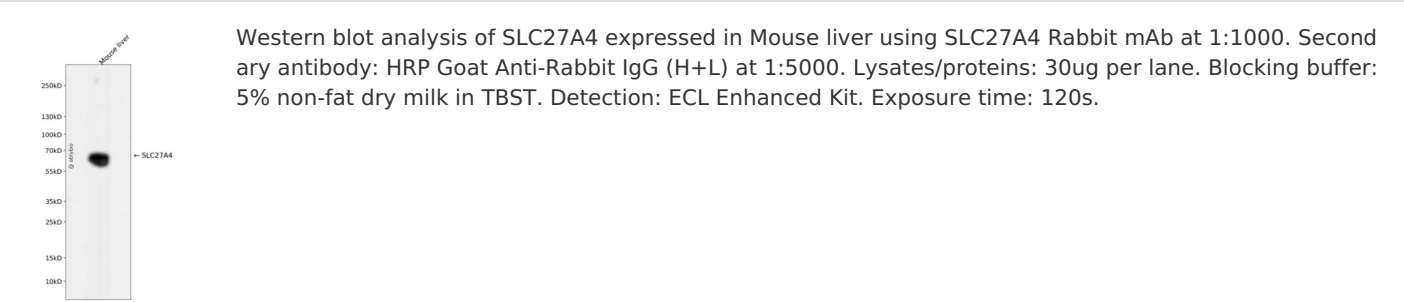 Mouse liver
250kD
130kD
100kD
70kD
55kD
35kD
25kD
15kD
10kD
@ abiybio
← SLC27A4
Western blot analysis of SLC27A4 expressed in Mouse liver using SLC27A4 Rabbit mAb at 1:1000. Second
ary antibody: HRP Goat Anti-Rabbit IgG (H+L) at 1:5000. Lysates/proteins: 30ug per lane. Blocking buffer:
5% non-fat dry milk in TBST. Detection: ECL Enhanced Kit. Exposure time: 120s.